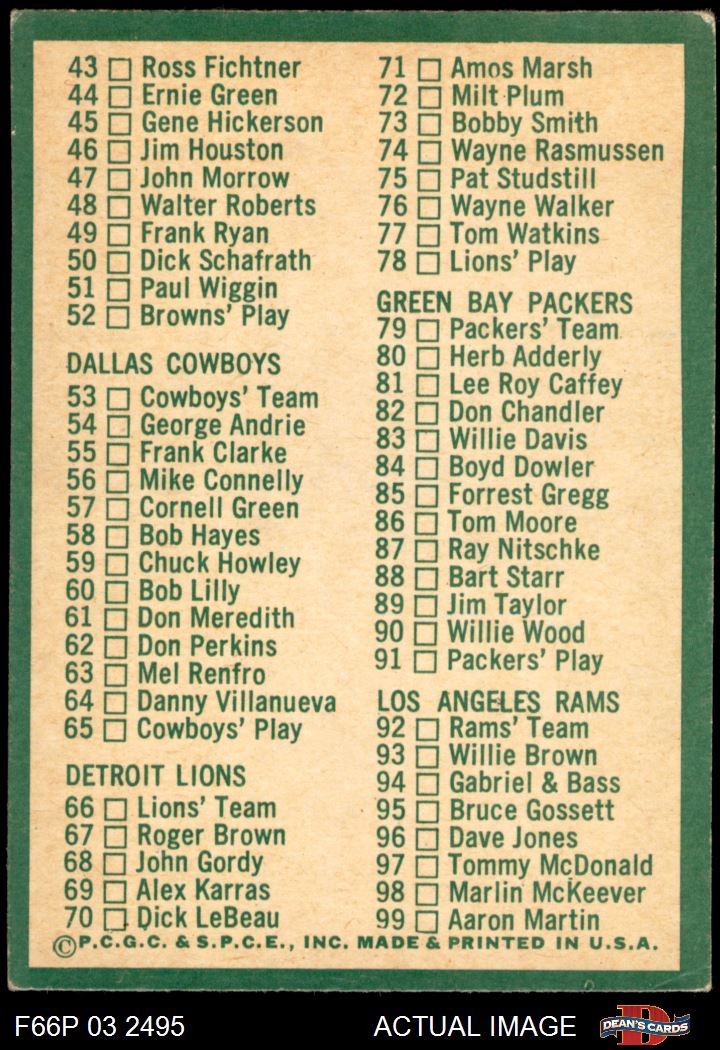 43 Ross Fichtner
44 Ernie Green
45 Gene Hickerson
46 Jim Houston
47 John Morrow
48 Walter Roberts
49 Frank Ryan
50 Dick Schafrath
51 Paul Wiggin
52 Browns' Play
DALLAS COWBOYS
53 Cowboys' Team
54 George Andrie
55 Frank Clarke
56 Mike Connelly
57 Cornell Green
58 Bob Hayes
59 Chuck Howley
60 Bob Lilly
61 Don Meredith
62 Don Perkins
63 Mel Renfro
64 Danny Villanueva
65 Cowboys' Play
DETROIT LIONS
66 Lions' Team
67 Roger Brown
68 John Gordy
69 Alex Karras
70 Dick LeBeau
71 Amos Marsh
72 Milt Plum
73 Bobby Smith
74 Wayne Rasmussen
75 Pat Studstill
76 Wayne Walker
77 Tom Watkins
78 Lions' Play
GREEN BAY PACKERS
79 Packers' Team
80 Herb Adderly
81 Lee Roy Caffey
82 Don Chandler
83 Willie Davis
84 Boyd Dowler
85 Forrest Gregg
86 Tom Moore
87 Ray Nitschke
88 Bart Starr
89 Jim Taylor
90 Willie Wood
91 Packers' Play
LOS ANGELES RAMS
92 Rams' Team
93 Willie Brown
94 Gabriel & Bass
95 Bruce Gossett
96 Dave Jones
97 Tommy McDonald
98 Marlin McKeever
99 Aaron Martin
©P.C.G.C. & S.P.C.E., INC. MADE & PRINTED IN U.S.A.
F66P 03 2495
ACTUAL IMAGE
D
DEAN'S CARDS